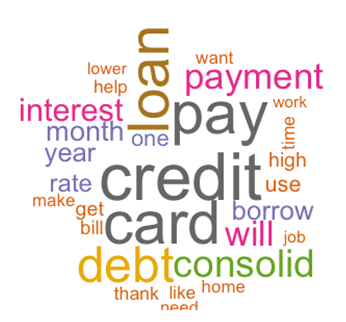 loan
want
lower
payment
help
interest
pay
work
month
one
time
year
high
credit
rate
use
make
get
card
borrow
bill
will
job
debt
consolid
home
thank
like
need